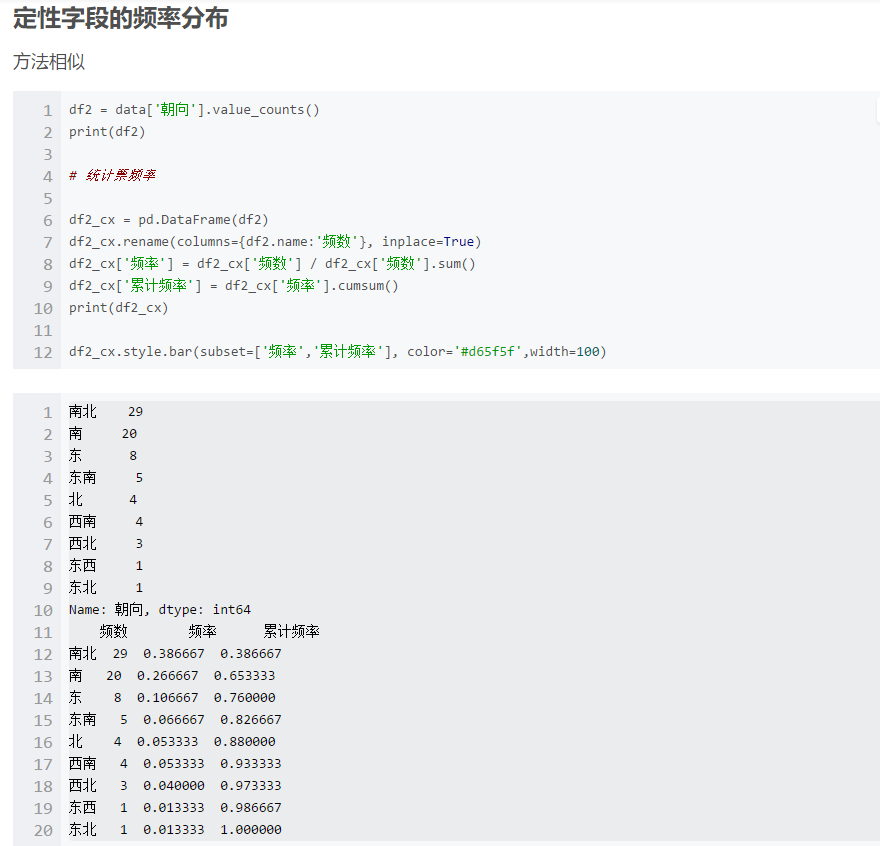 定性字段的频率分布
方法相似
1 df2 = data['朝向'].value_counts()
2 print(df2)
3
4 # 统计票频率
5
6 df2_cx = pd.DataFrame(df2)
7 df2_cx.rename(columns={df2.name:'频数'}, inplace=True)
8 df2_cx['频率'] = df2_cx['频数'] / df2_cx['频数'].sum()
9 df2_cx['累计频率'] = df2_cx['频率'].cumsum()
10 print(df2_cx)
11
12 df2_cx.style.bar(subset=['频率','累计频率'], color='#d65f5f',width=100)
1 南北 29
2 南 20
3 东 8
4 东南 5
5 北 4
6 西南 4
7 西北 3
8 东西 1
9 东北 1
10 Name: 朝向, dtype: int64
11 频数 频率 累计频率
12 南北 29 0.386667 0.386667
13 南 20 0.266667 0.653333
14 东 8 0.106667 0.760000
15 东南 5 0.066667 0.826667
16 北 4 0.053333 0.880000
17 西南 4 0.053333 0.933333
18 西北 3 0.040000 0.973333
19 东西 1 0.013333 0.986667
20 东北 1 0.013333 1.000000